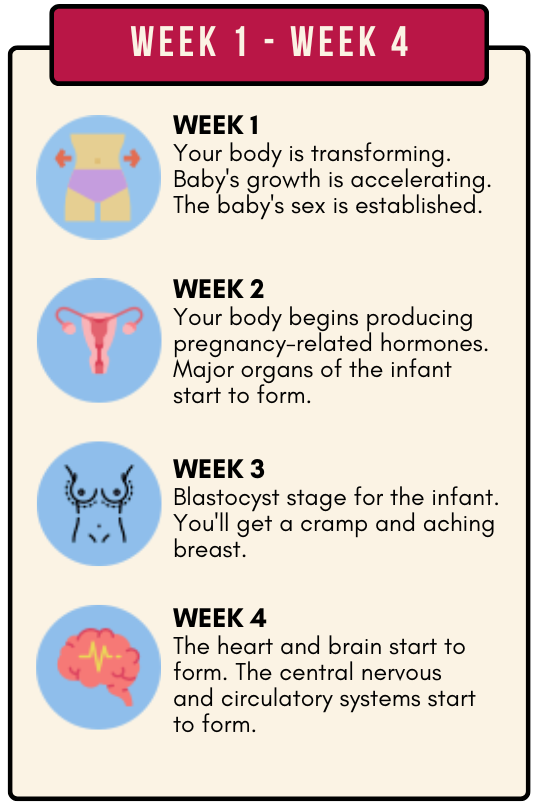 WEEK 1 - WEEK 4
WEEK 1
Your body is transforming.
Baby's growth is accelerating.
The baby's sex is established.
WEEK 2
Your body begins producing
pregnancy-related hormones.
Major organs of the infant
start to form.
WEEK 3
Blastocyst stage for the infant.
You'll get a cramp and aching
breast.
WEEK 4
The heart and brain start to
form. The central nervous
and circulatory systems start
to form.